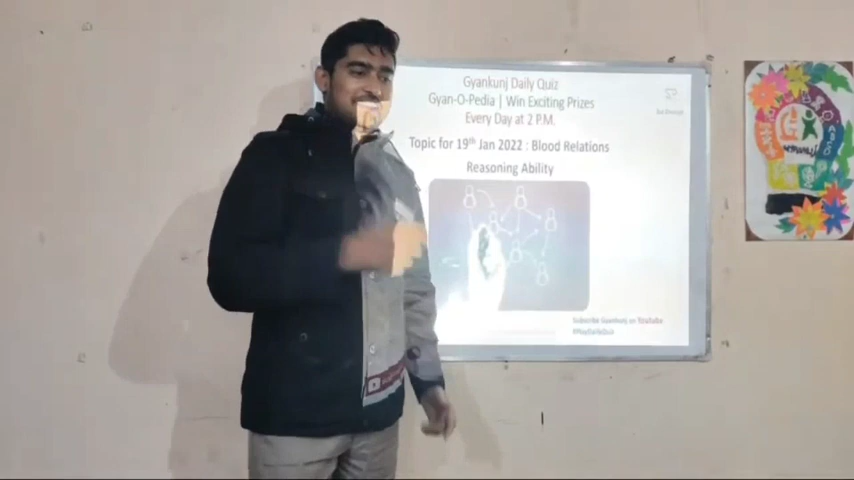 Gyankunj Daily Quiz
Gyan-O-Pedia | Win Exciting Prizes
Every Day at 2 P.M.
Topic for 19th Jan 2022 : Blood Relations
Reasoning Ability
Subscribe Gyankunj on Youtube
#PlayDailyQuiz